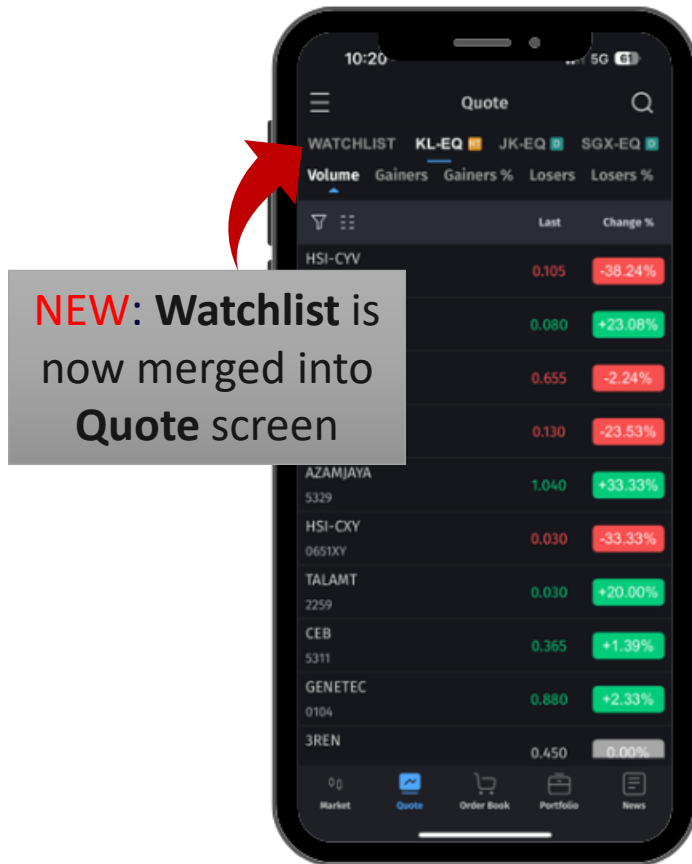 10:20 5G 61
Quote
WATCHLIST KL-EQ RT JK-EQ D SGX-EQ D
Volume Gainers Gainers % Losers Losers %
Last Change %
HSI-CYV
0.105 -38.24%
0.080 +23.08%
0.655 -2.24%
0.130 -23.53%
NEW: Watchlist is
now merged into
Quote screen
AZAMJAYA
5329
1.040 +33.33%
HSI-CXY
0651XY
0.030 -33.33%
TALAMT
2259
0.030 +20.00%
CEB
5311
0.365 +1.39%
GENETEC
0104
0.880 +2.33%
3REN
0.450 0.00%
Market Quote Order Book Portfolio News